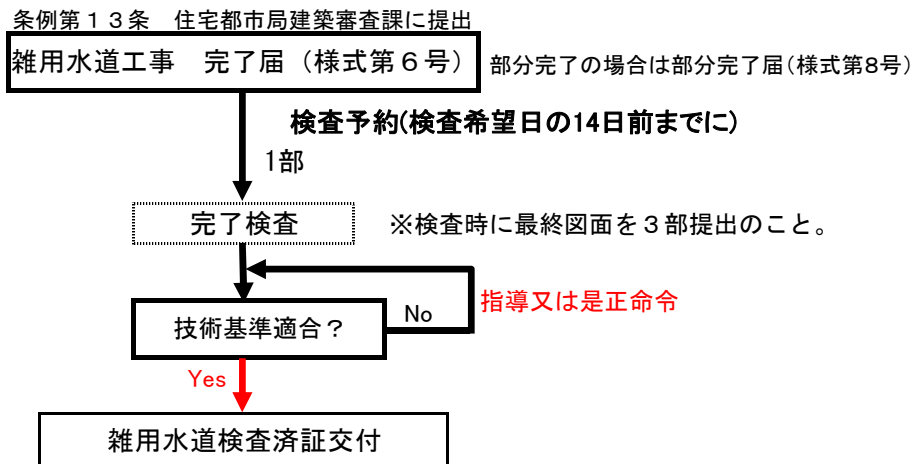 条例第１３条　住宅都市局建築審査課に提出
雑用水道工事　完了届（様式第６号）
部分完了の場合は部分完了届(様式第8号)
検査予約(検査希望日の14日前までに)
1部
完了検査
※検査時に最終図面を３部提出のこと。
指導又は是正命令
No
技術基準適合？
Yes
雑用水道検査済証交付